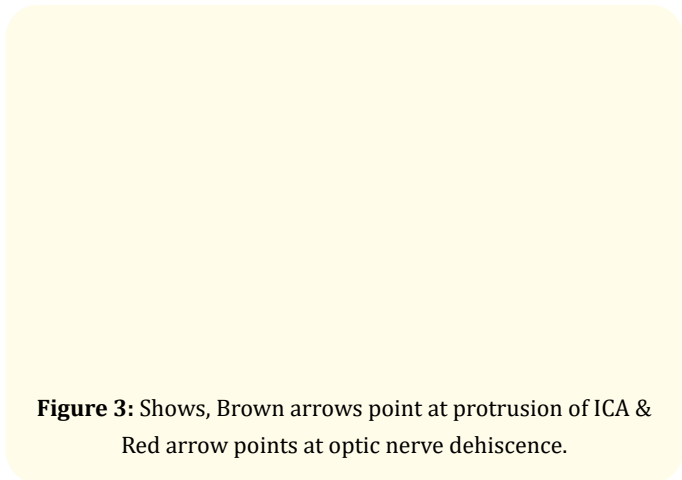 Figure 3: Shows, Brown arrows point at protrusion of ICA &
Red arrow points at optic nerve dehiscence.